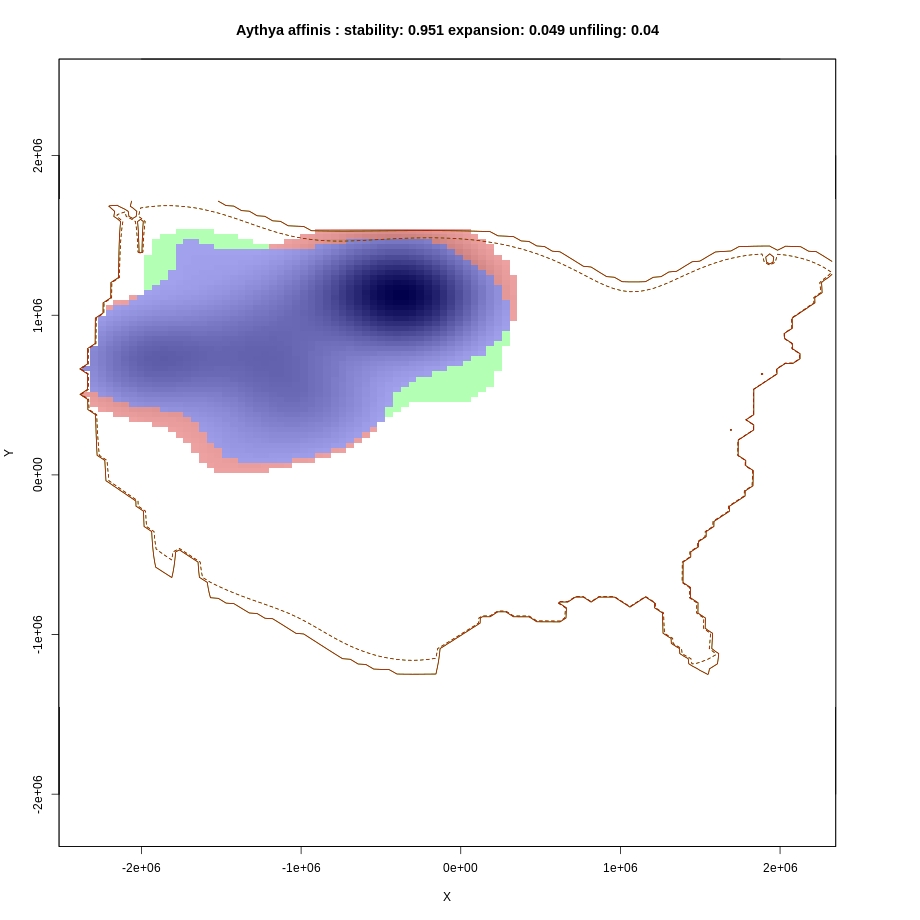 Aythya affinis : stability: 0.951 expansion: 0.049 unfiling: 0.04
2e+06
1e+06
0e+00
-1e+06
-2e+06
Y
-2e+06 -1e+06 0e+00 1e+06 2e+06
X